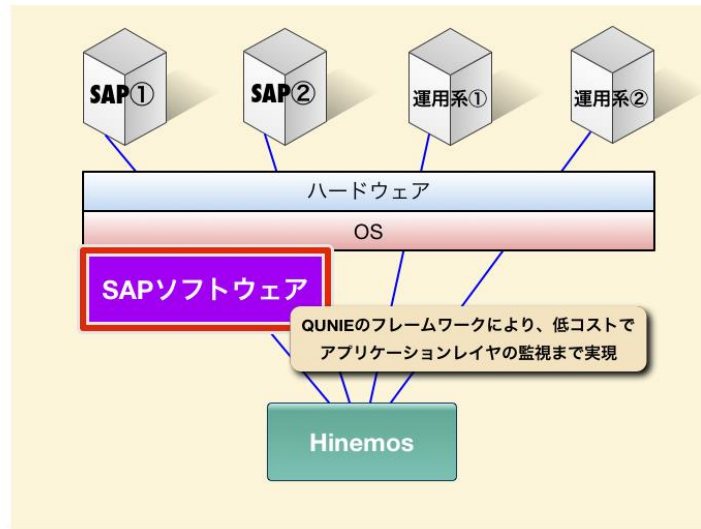 SAP①
SAP②
運用系①
運用系②
ハードウェア
OS
SAPソフトウェア
QUNIEのフレームワークにより、低コストで
アプリケーションレイヤの監視まで実現
Hinemos